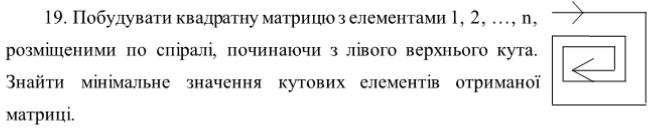 19. Побудувати квадратну матрицю з елементами 1, 2, …, n,
розміщеними по спіралі, починаючи з лівого верхнього кута.
Знайти мінімальне значення кутових елементів отриманої
матриці.